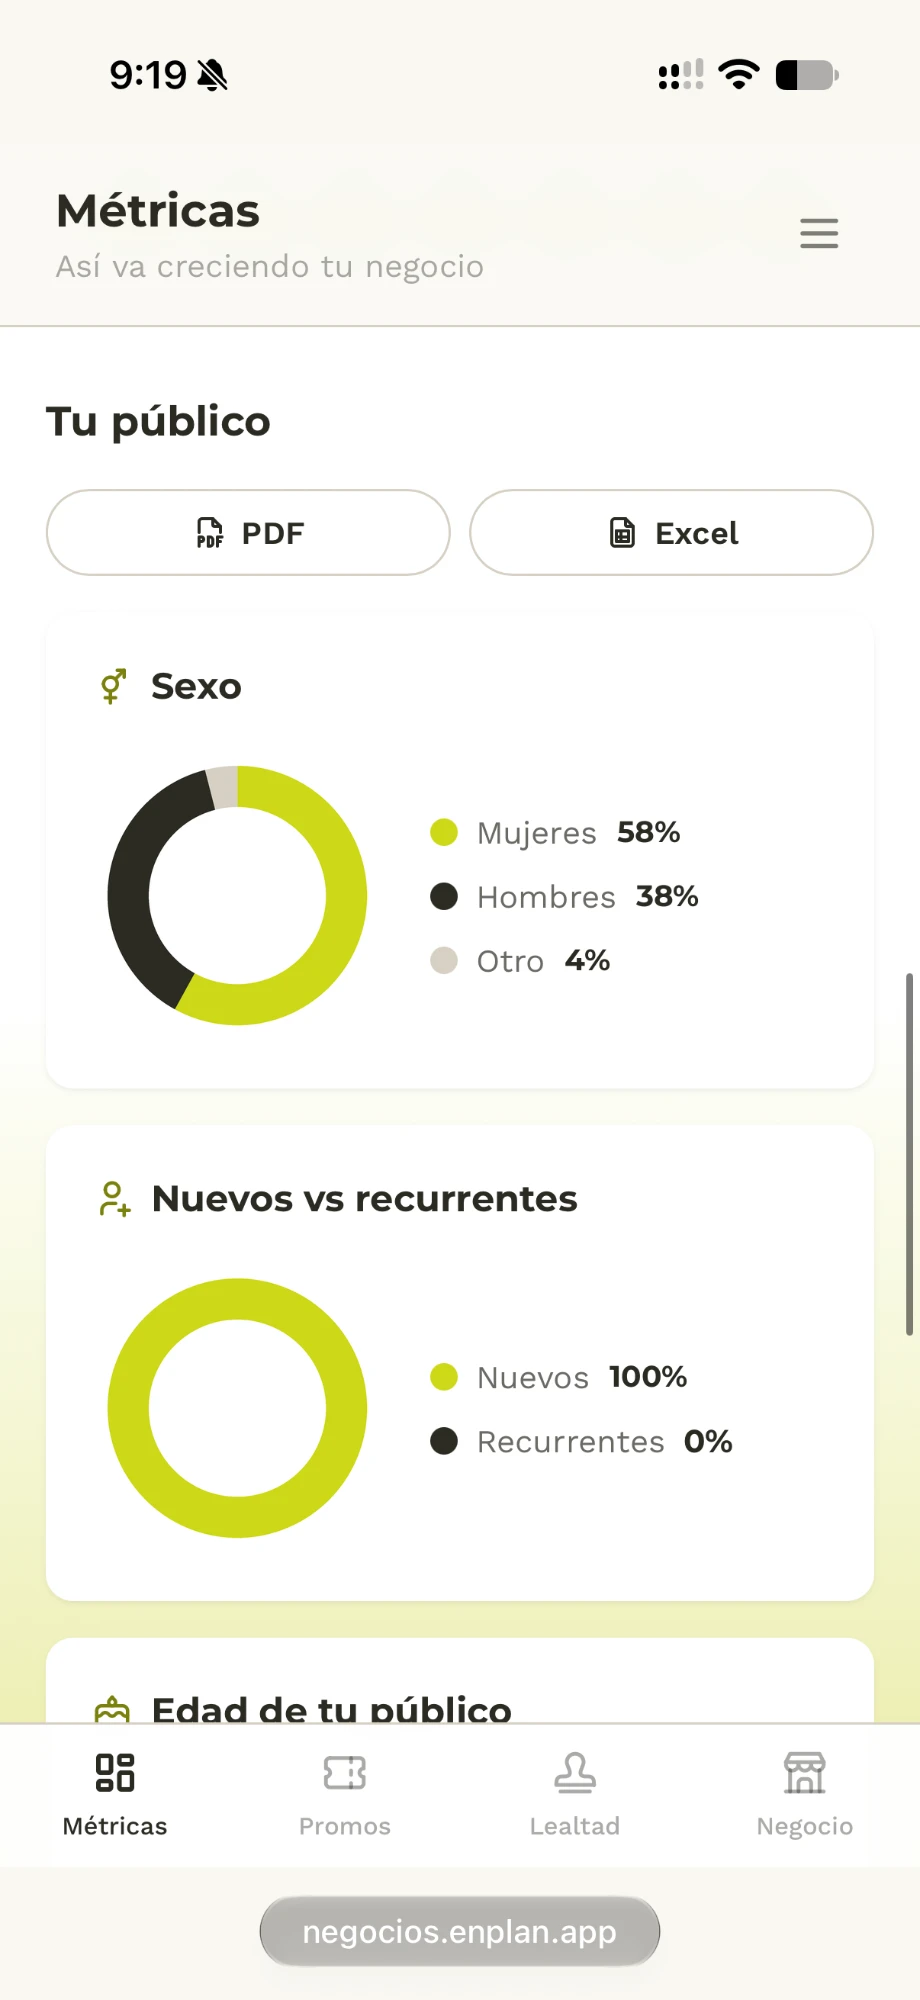 9:19
Métricas
Así va creciendo tu negocio
Tu público
PDF PDF
Excel
Sexo
Mujeres 58%
Hombres 38%
Otro 4%
Nuevos vs recurrentes
Nuevos 100%
Recurrentes 0%
Edad de tu público
Métricas
Promos
Lealtad
Negocio
negocios.enplan.app